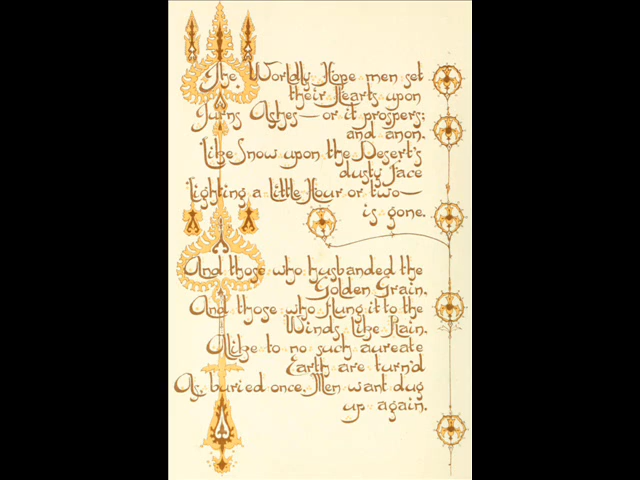 The Worldly Hope men set
their Hearts upon
Turns Ashes—or it prospers;
and anon,
Like Snow upon the Desert's
dusty Face
Lighting a Little Hour or two—
is gone.
And those who husbanded the
Golden Grain,
And those who flung it to the
Winds like Rain,
Alike to no such aureate
Earth are turn'd
As, buried once, Men want dug
up again.